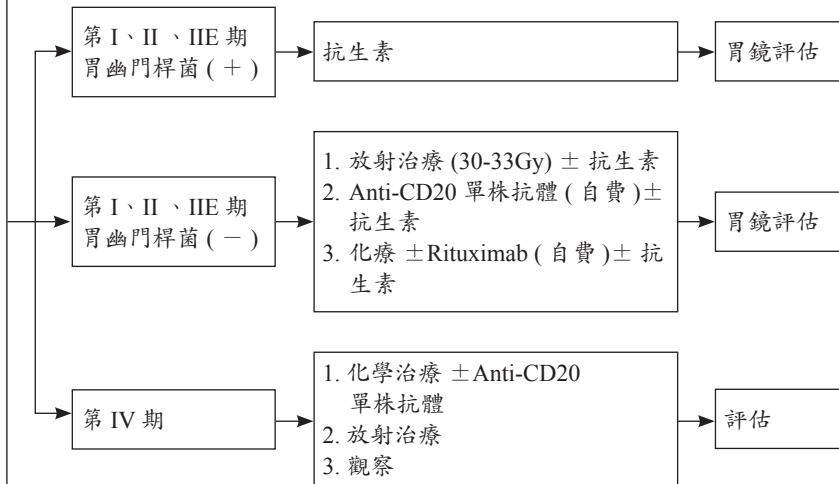 第 I、II 、IIE 期
胃幽門桿菌 ( + )
抗生素
胃鏡評估
第 I、II 、IIE 期
胃幽門桿菌 ( − )
1. 放射治療 (30-33Gy) ± 抗生素
2. Anti-CD20 單株抗體 ( 自費 )±
抗生素
3. 化療 ±Rituximab ( 自費 )± 抗
生素
胃鏡評估
第 IV 期
1. 化學治療 ±Anti-CD20
單株抗體
2. 放射治療
3. 觀察
評估